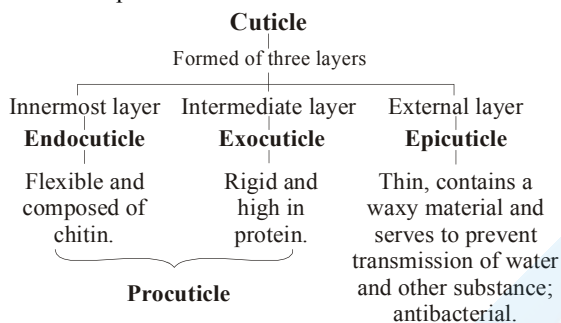 Cuticle
Formed of three layers
Innermost layer
Endocuticle
Flexible and
composed of
chitin.
Intermediate layer
Exocuticle
Rigid and
high in
protein.
Procuticle
External layer
Epicuticle
Thin, contains a
waxy material and
serves to prevent
transmission of water
and other substance;
antibacterial.